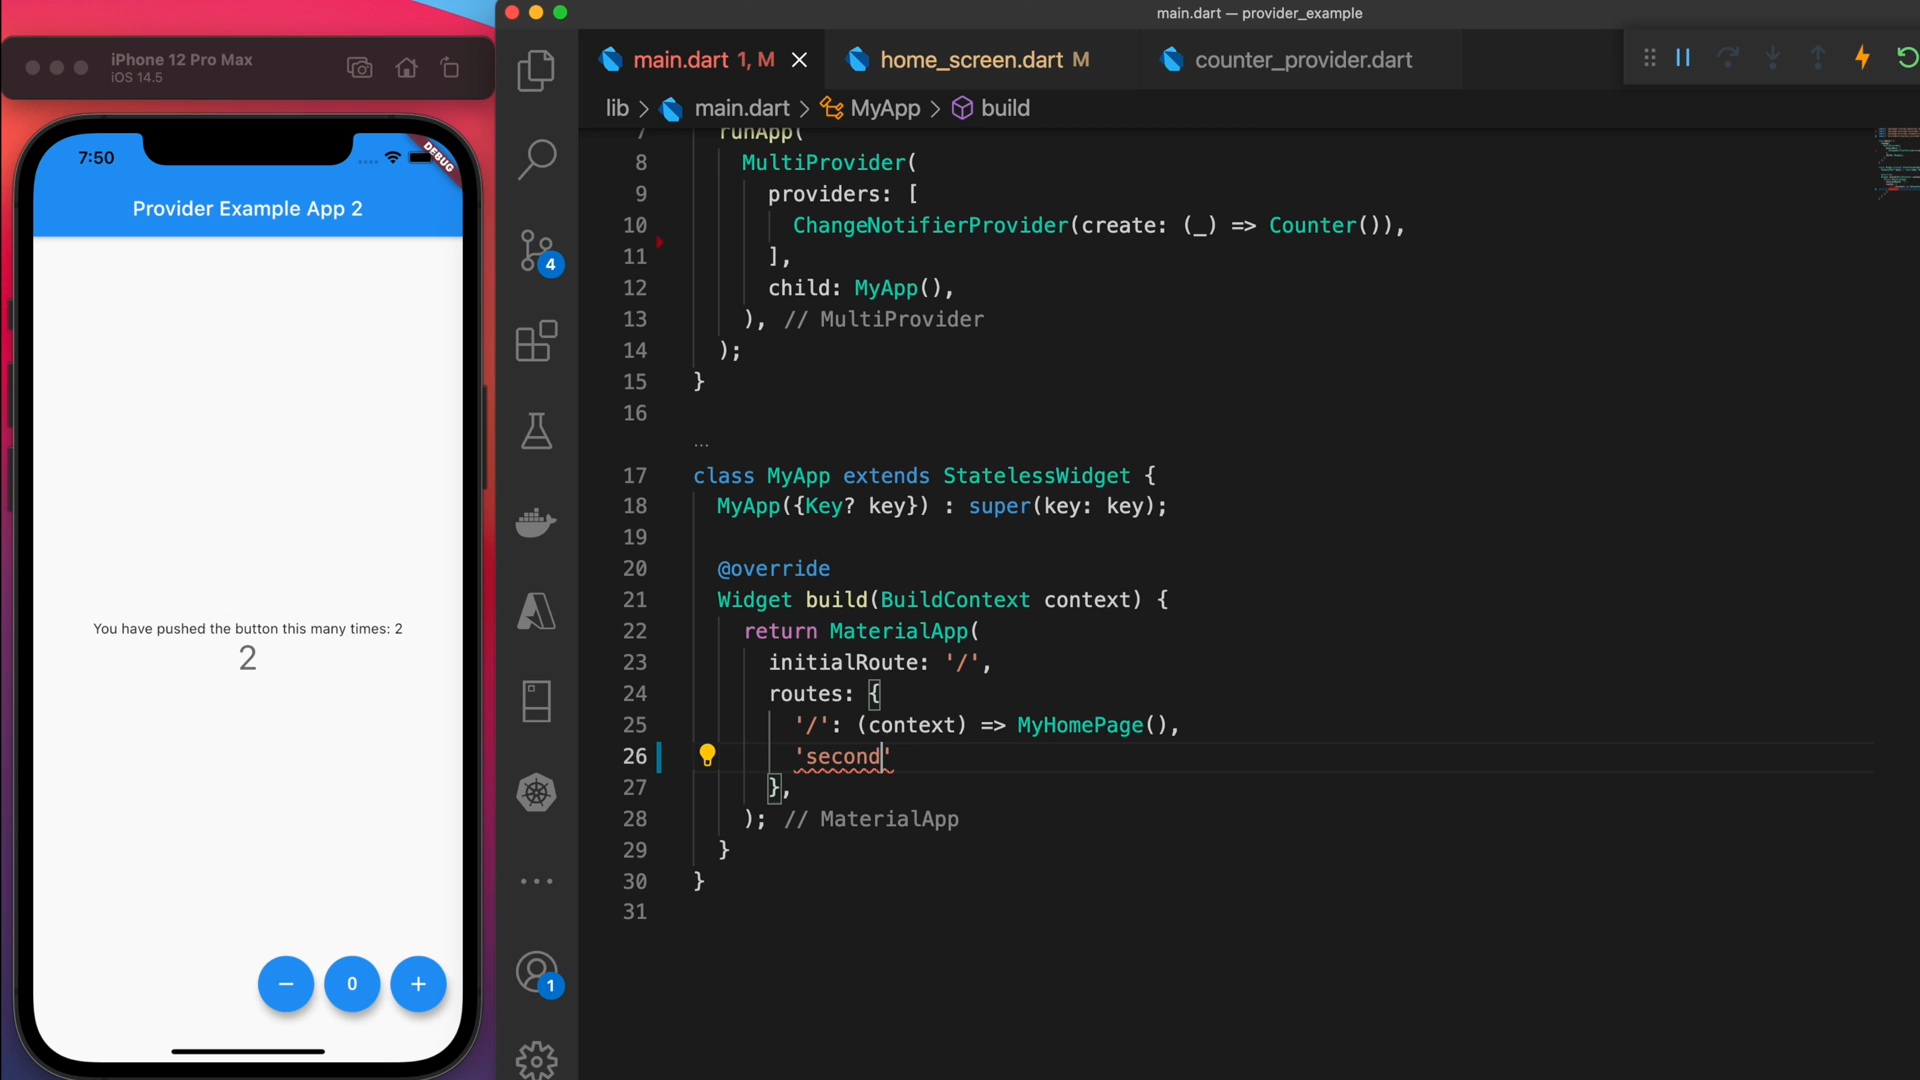 iPhone 12 Pro Max
iOS 14.5
7:50
DEBUG
Provider Example App 2
You have pushed the button this many times: 2
2
−
0
+
main.dart — provider_example
main.dart 1, M
home_screen.dart M
counter_provider.dart
lib > main.dart > MyApp > build
4
1
7 runApp(
8 MultiProvider(
9 providers: [
10 ChangeNotifierProvider(create: (_) => Counter()),
11 ],
12 child: MyApp(),
13 ), // MultiProvider
14 );
15 }
16
...
17 class MyApp extends StatelessWidget {
18 MyApp({Key? key}) : super(key: key);
19
20 @override
21 Widget build(BuildContext context) {
22 return MaterialApp(
23 initialRoute: '/',
24 routes: {
25 '/': (context) => MyHomePage(),
26 'second'
27 },
28 ); // MaterialApp
29 }
30 }
31